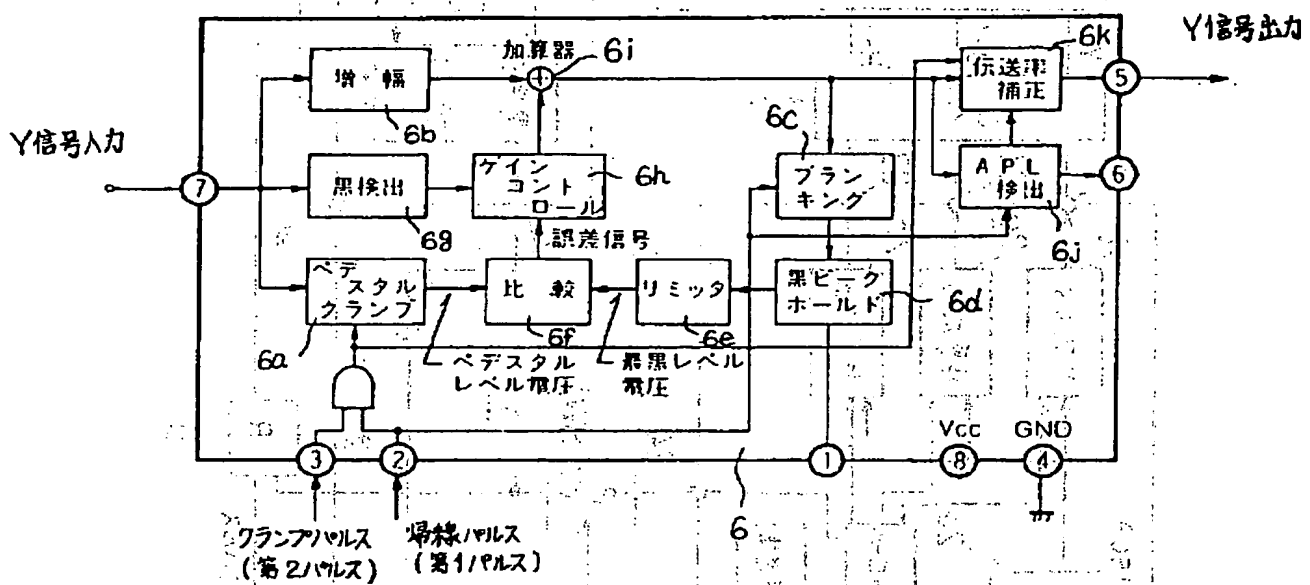 Y信号出力
加算器
6i
6k
増幅
伝送率
補正
5
6b
6c
Y信号入力
7
黒検出
ゲイン
コント
ロール
6h
ブラン
キング
APL
検出
6
6g
誤差信号
6j
ペデ
スタル
クランプ
比較
リミッタ
黒ピーク
ホールド
6d
6a
6f
6e
ペデスタル
レベル電圧
最黒レベル
電圧
Vcc
GND
3
2
1
8
4
6
クランプパルス
(第2パルス)
帰線パルス
(第1パルス)